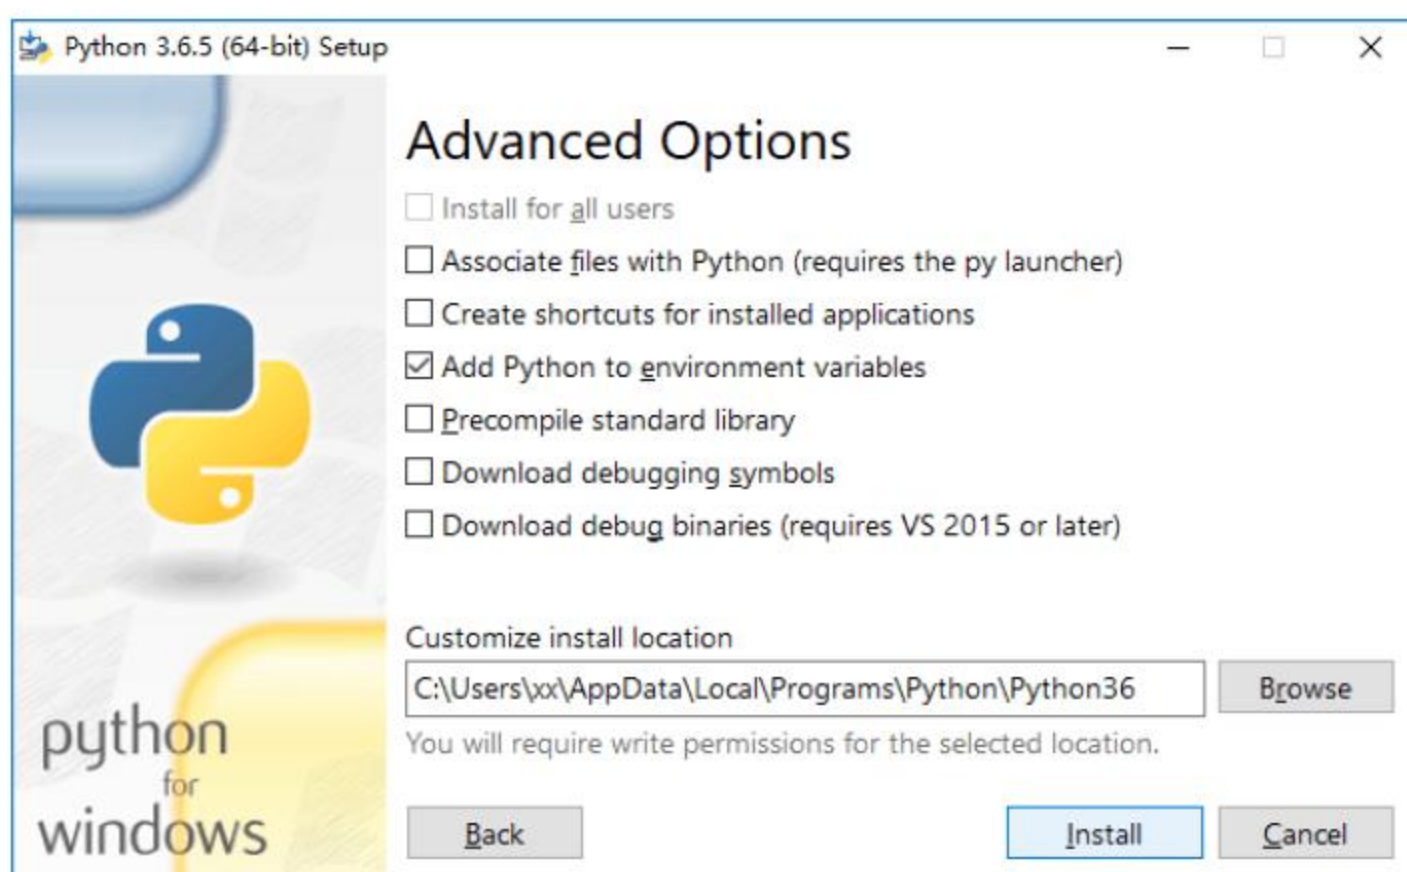 Python 3.6.5 (64-bit) Setup
Advanced Options
Install for all users
Associate files with Python (requires the py launcher)
Create shortcuts for installed applications
Add Python to environment variables
Precompile standard library
Download debugging symbols
Download debug binaries (requires VS 2015 or later)
Customize install location
C:\Users\xx\AppData\Local\Programs\Python\Python36
Browse
You will require write permissions for the selected location.
python
for
windows
Back
Install
Cancel